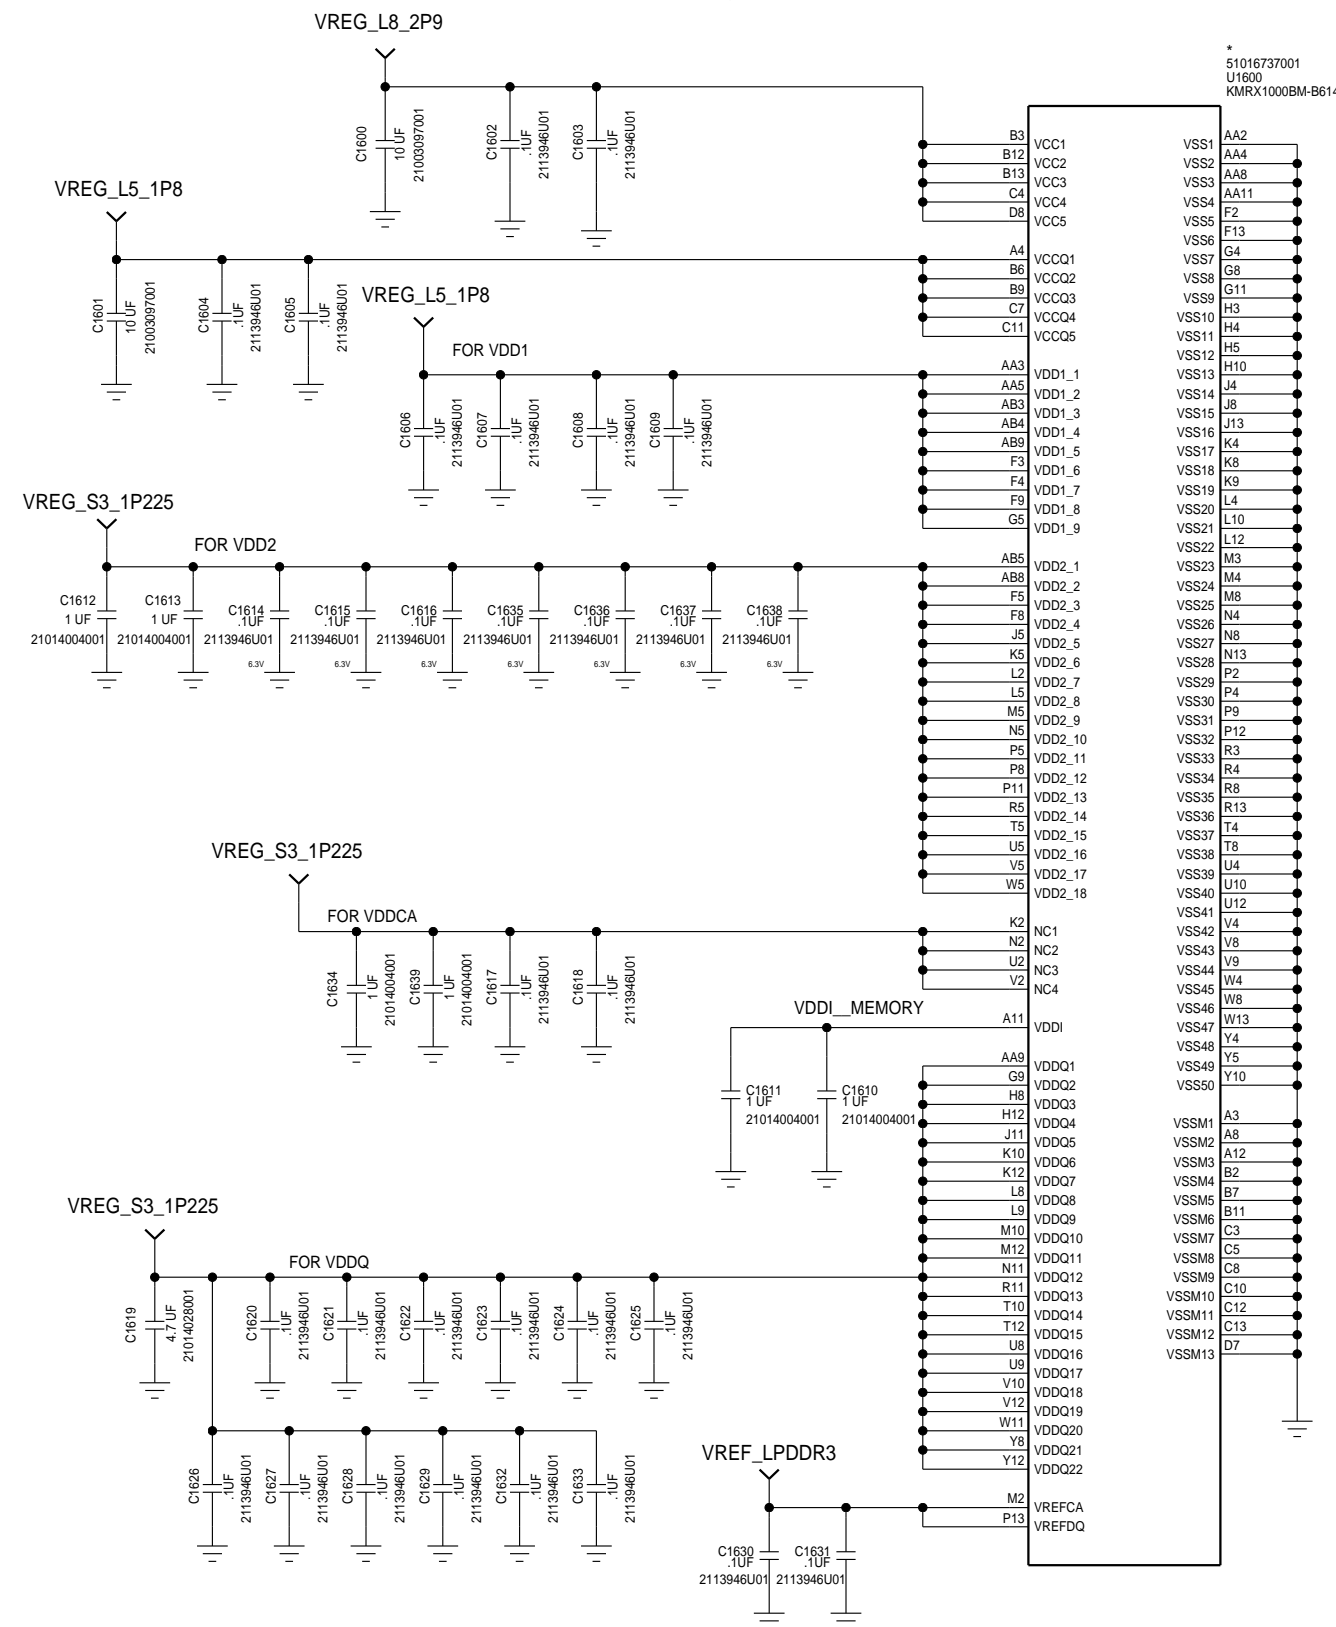 VREG_L8_2P9
*
51016737001
U1600
KMRX1000BM-B614
C1600
10 UF
21003097001
C1602
.1UF
2113946U01
C1603
.1UF
2113946U01
VREG_L5_1P8
C1601
10 UF
21003097001
C1604
.1UF
2113946U01
C1605
.1UF
2113946U01
VREG_L5_1P8
FOR VDD1
C1606
.1UF
2113946U01
C1607
.1UF
2113946U01
C1608
.1UF
2113946U01
C1609
.1UF
2113946U01
VREG_S3_1P225
FOR VDD2
C1612
1 UF
21014004001
C1613
1 UF
21014004001
C1614
.1UF
2113946U01
6.3V
C1615
.1UF
2113946U01
6.3V
C1616
.1UF
2113946U01
6.3V
C1635
.1UF
2113946U01
6.3V
C1636
.1UF
2113946U01
6.3V
C1637
.1UF
2113946U01
6.3V
C1638
.1UF
2113946U01
6.3V
VREG_S3_1P225
FOR VDDCA
C1634
1 UF
21014004001
C1639
1 UF
21014004001
C1617
.1UF
2113946U01
C1618
.1UF
2113946U01
VDDI__MEMORY
C1611
1 UF
21014004001
C1610
1 UF
21014004001
VREG_S3_1P225
FOR VDDQ
C1619
4.7 UF
21014028001
C1620
.1UF
2113946U01
C1621
.1UF
2113946U01
C1622
.1UF
2113946U01
C1623
.1UF
2113946U01
C1624
.1UF
2113946U01
C1625
.1UF
2113946U01
C1626
.1UF
2113946U01
C1627
.1UF
2113946U01
C1628
.1UF
2113946U01
C1629
.1UF
2113946U01
C1632
.1UF
2113946U01
C1633
.1UF
2113946U01
VREF_LPDDR3
C1630
.1UF
2113946U01
C1631
.1UF
2113946U01
B3 VCC1
B12 VCC2
B13 VCC3
C4 VCC4
D8 VCC5
A4 VCCQ1
B6 VCCQ2
B9 VCCQ3
C7 VCCQ4
C11 VCCQ5
AA3 VDD1_1
AA5 VDD1_2
AB3 VDD1_3
AB4 VDD1_4
AB9 VDD1_5
F3 VDD1_6
F4 VDD1_7
F9 VDD1_8
G5 VDD1_9
AB5 VDD2_1
AB8 VDD2_2
F5 VDD2_3
F8 VDD2_4
J5 VDD2_5
K5 VDD2_6
L2 VDD2_7
L5 VDD2_8
M5 VDD2_9
N5 VDD2_10
P5 VDD2_11
P8 VDD2_12
P11 VDD2_13
R5 VDD2_14
T5 VDD2_15
U5 VDD2_16
V5 VDD2_17
W5 VDD2_18
K2 NC1
N2 NC2
U2 NC3
V2 NC4
A11 VDDI
AA9 VDDQ1
G9 VDDQ2
H8 VDDQ3
H12 VDDQ4
J11 VDDQ5
K10 VDDQ6
K12 VDDQ7
L8 VDDQ8
L9 VDDQ9
M10 VDDQ10
M12 VDDQ11
N11 VDDQ12
R11 VDDQ13
T10 VDDQ14
T12 VDDQ15
U8 VDDQ16
U9 VDDQ17
V10 VDDQ18
V12 VDDQ19
W11 VDDQ20
Y8 VDDQ21
Y12 VDDQ22
M2 VREFCA
P13 VREFDQ
VSS1 AA2
VSS2 AA4
VSS3 AA8
VSS4 AA11
VSS5 F2
VSS6 F13
VSS7 G4
VSS8 G8
VSS9 G11
VSS10 H3
VSS11 H4
VSS12 H5
VSS13 H10
VSS14 J4
VSS15 J8
VSS16 J13
VSS17 K4
VSS18 K8
VSS19 K9
VSS20 L4
VSS21 L10
VSS22 L12
VSS23 M3
VSS24 M4
VSS25 M8
VSS26 N4
VSS27 N8
VSS28 N13
VSS29 P2
VSS30 P4
VSS31 P9
VSS32 P12
VSS33 R3
VSS34 R4
VSS35 R8
VSS36 R13
VSS37 T4
VSS38 T8
VSS39 U4
VSS40 U10
VSS41 U12
VSS42 V4
VSS43 V8
VSS44 V9
VSS45 W4
VSS46 W8
VSS47 W13
VSS48 Y4
VSS49 Y5
VSS50 Y10
VSSM1 A3
VSSM2 A8
VSSM3 A12
VSSM4 B2
VSSM5 B7
VSSM6 B11
VSSM7 C3
VSSM8 C5
VSSM9 C8
VSSM10 C10
VSSM11 C12
VSSM12 C13
VSSM13 D7